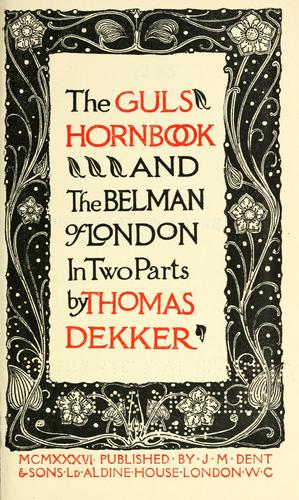 The GULS
HORNBOOK
AND
The BELMAN
of LONDON
In Two Parts
by THOMAS
DEKKER
MCMXXXVI · PUBLISHED · BY · J · M · DENT
& SONS · LD · ALDINE · HOUSE · LONDON · W · C